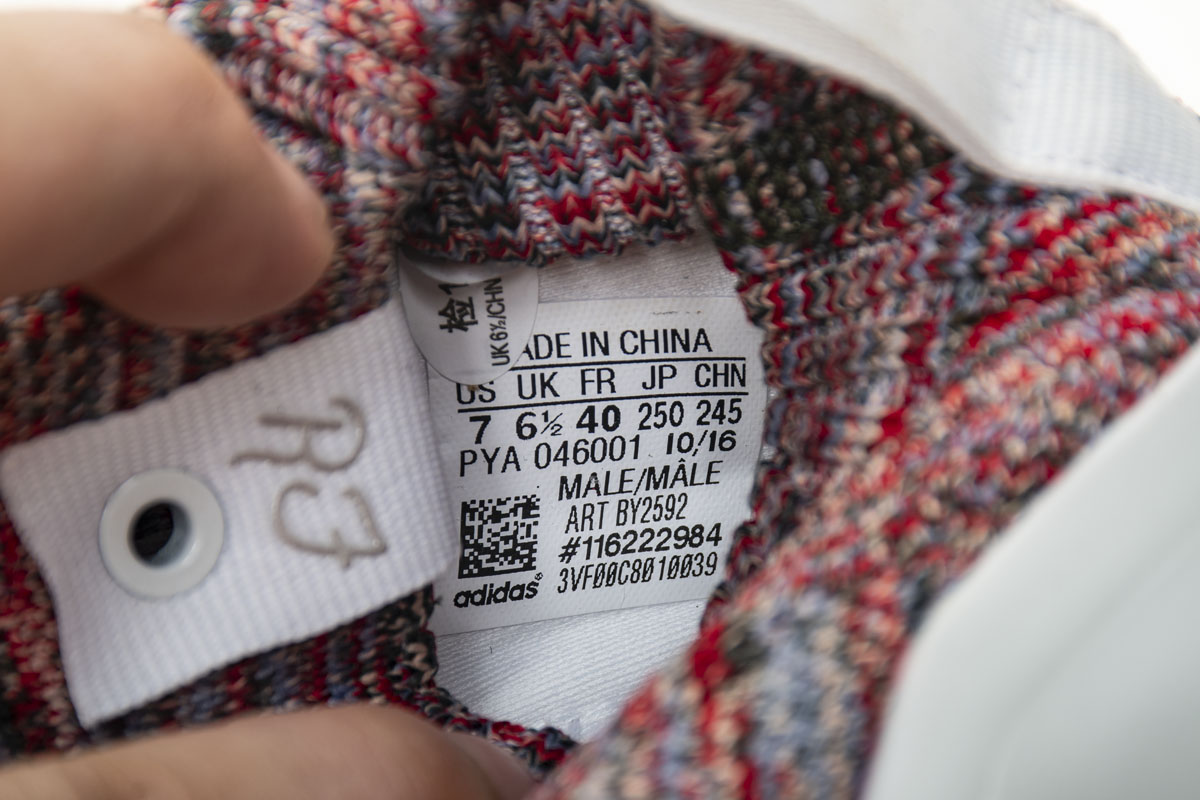 检1
UK6½/CHN
ADE IN CHINA
US UK FR JP CHN
7 6½ 40 250 245
PYA 046001 10/16
MALE/MÂLE
ART BY2592
#116222984
3VF00C8010039
adidas®